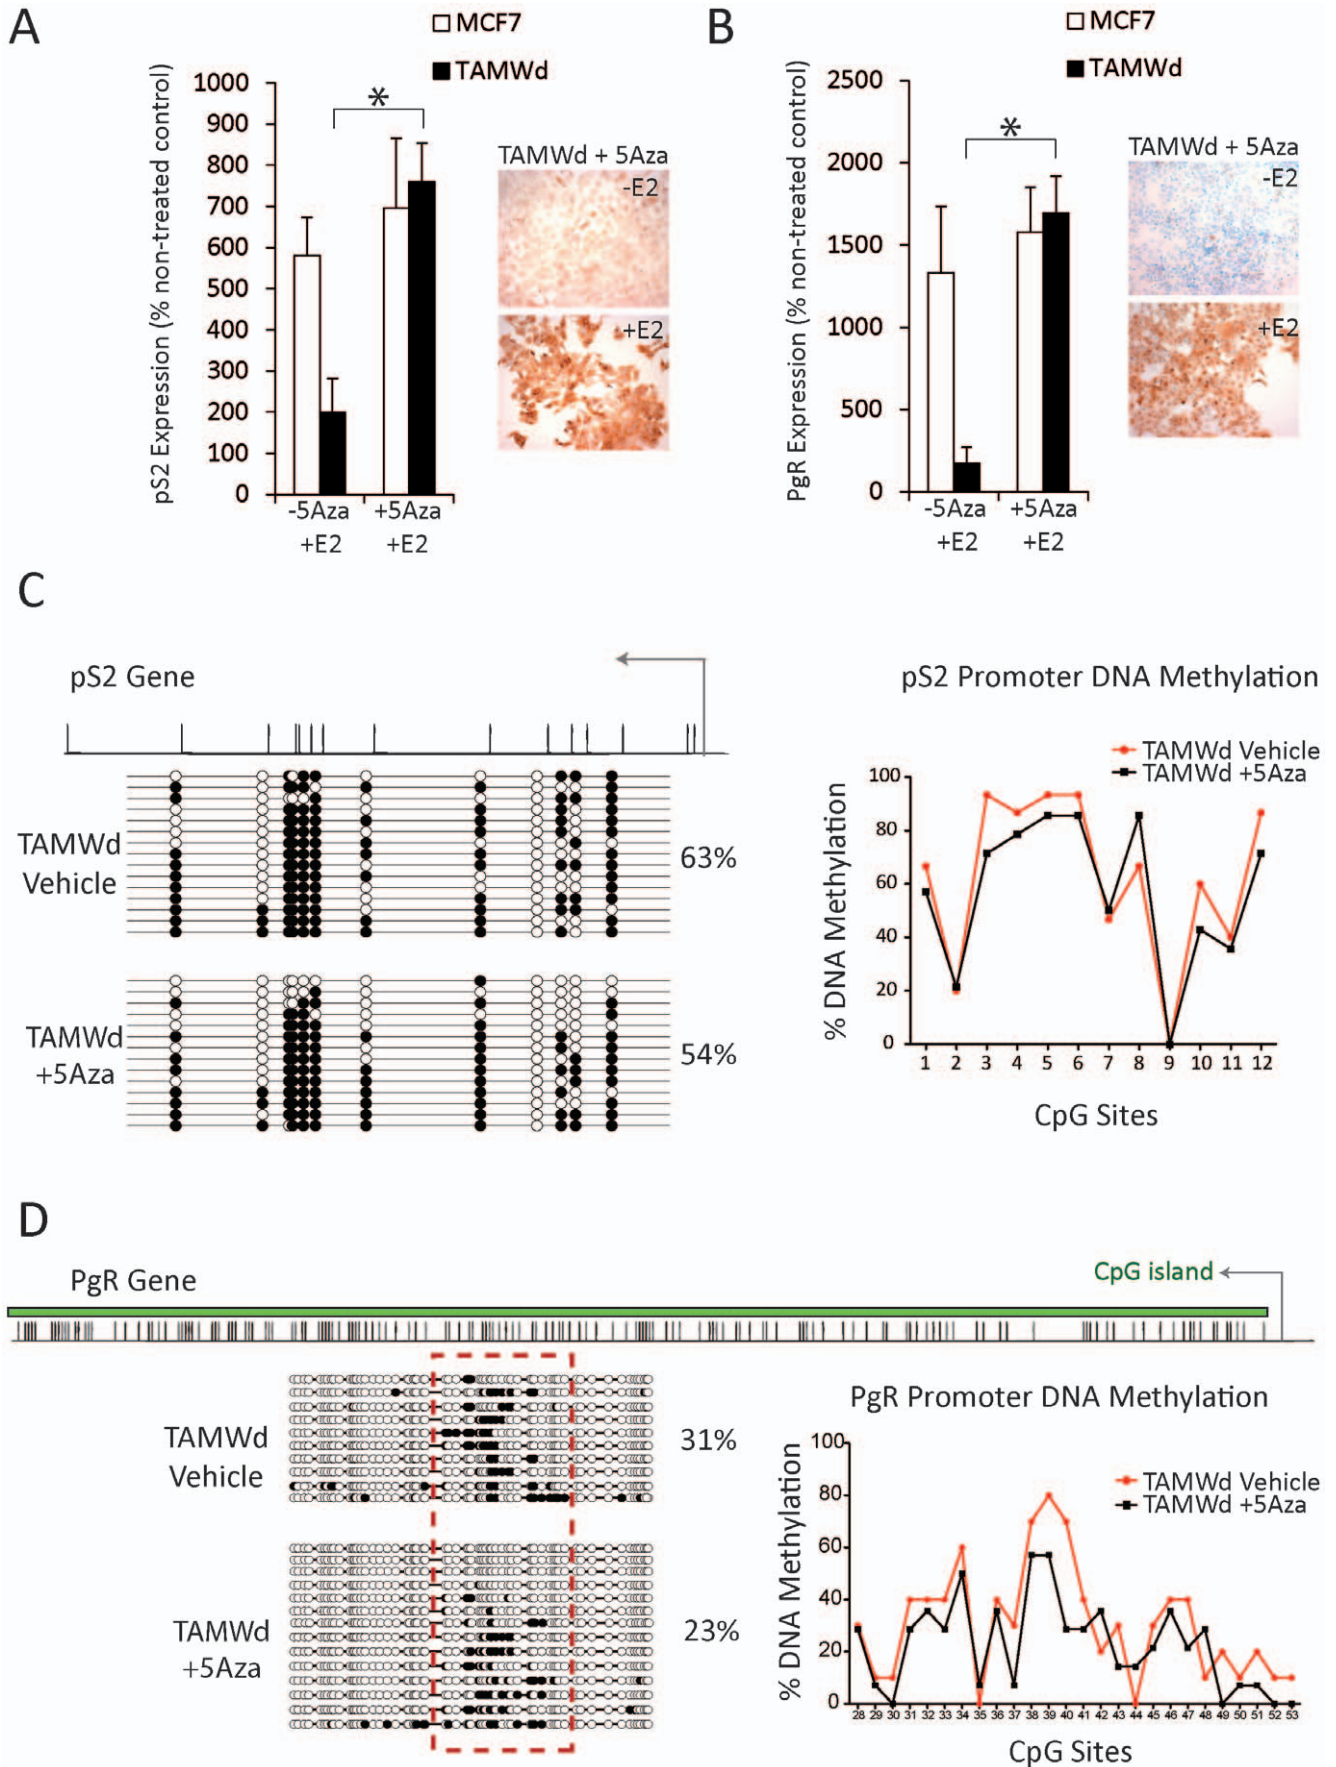 A
MCF7
TAMWd
pS2 Expression (% non-treated control)
1000
900
800
700
600
500
400
300
200
100
0
*
-5Aza
+E2
+5Aza
+E2
TAMWd + 5Aza
-E2
+E2
B
MCF7
TAMWd
PgR Expression (% non-treated control)
2500
2000
1500
1000
500
0
*
-5Aza
+E2
+5Aza
+E2
TAMWd + 5Aza
-E2
+E2
C
pS2 Gene
TAMWd
Vehicle
63%
TAMWd
+5Aza
54%
pS2 Promoter DNA Methylation
TAMWd Vehicle
TAMWd +5Aza
% DNA Methylation
100
80
60
40
20
0
1 2 3 4 5 6 7 8 9 10 11 12
CpG Sites
D
PgR Gene
CpG island
TAMWd
Vehicle
31%
TAMWd
+5Aza
23%
PgR Promoter DNA Methylation
TAMWd Vehicle
TAMWd +5Aza
% DNA Methylation
100
80
60
40
20
0
28 29 30 31 32 33 34 35 36 37 38 39 40 41 42 43 44 45 46 47 48 49 50 51 52 53
CpG Sites